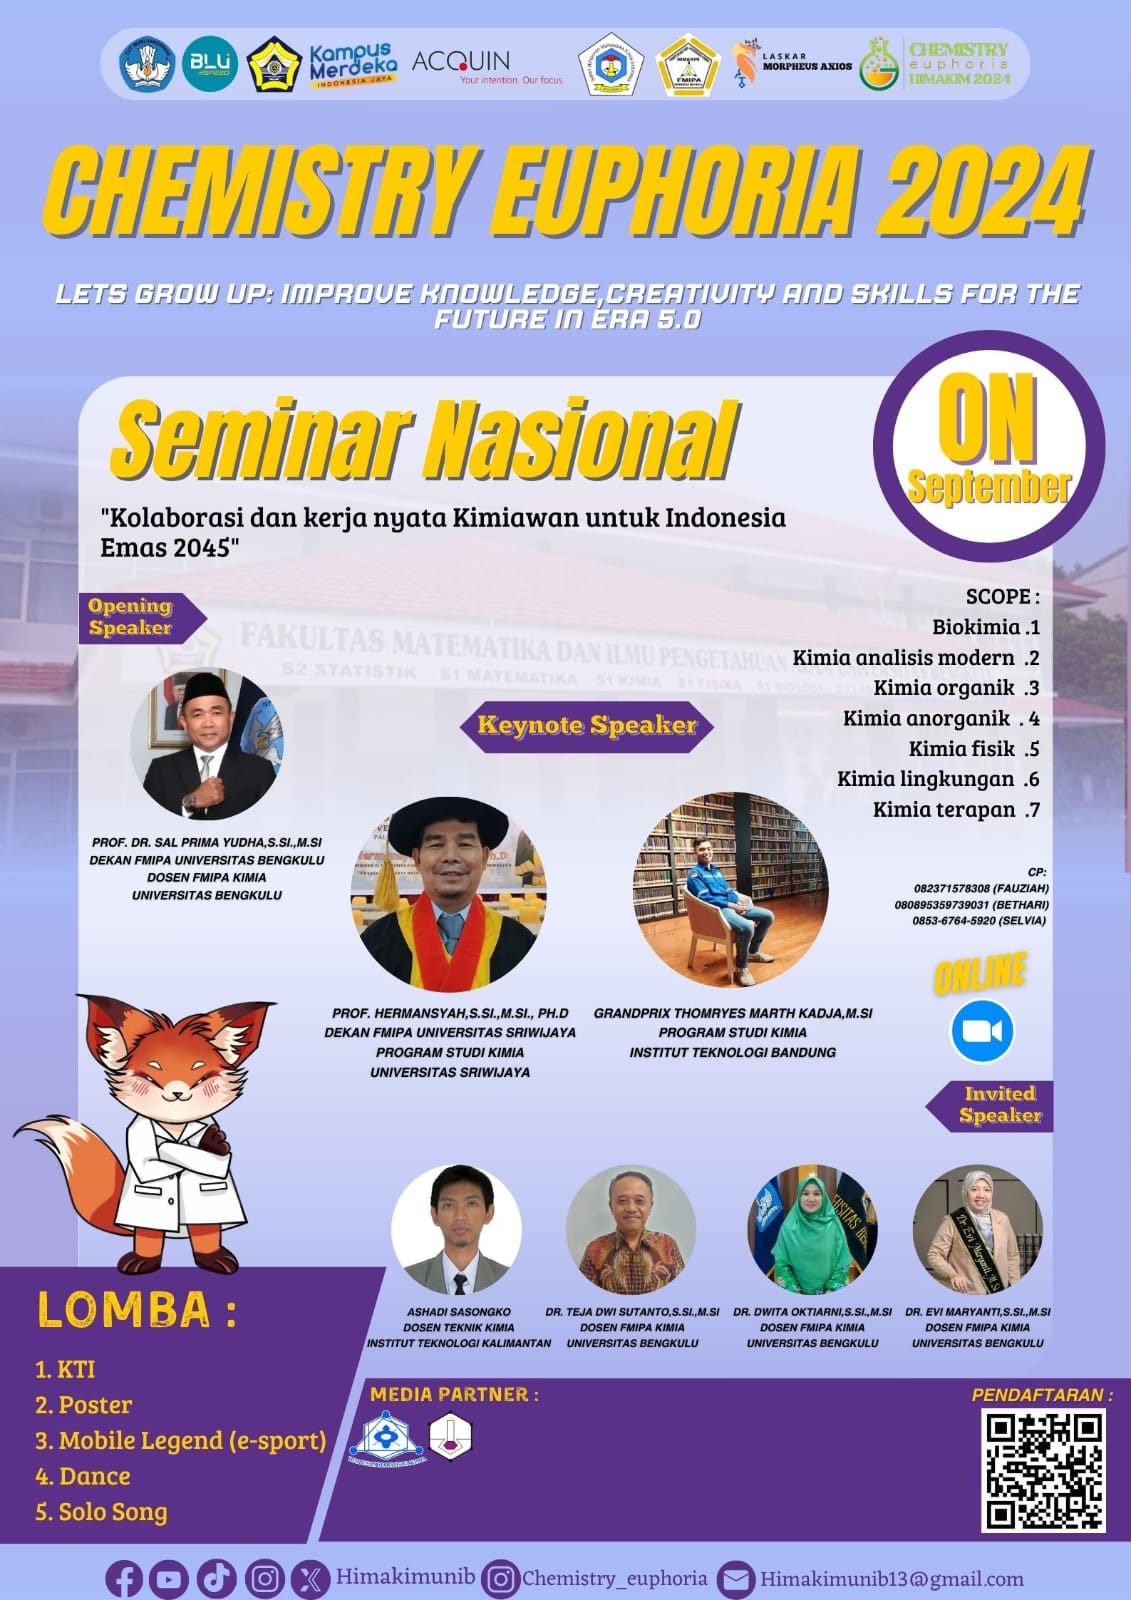 BLU
SPEED
Kampus
Merdeka
INDONESIA JAYA
ACQUIN
Your intention. Our focus.
FMIPA
LASKAR
MORPHEUS AXIOS
CHEMISTRY
euphoria
HIMAKIM 2024
CHEMISTRY EUPHORIA 2024
LETS GROW UP: IMPROVE KNOWLEDGE,CREATIVITY AND SKILLS FOR THE
FUTURE IN ERA 5.0
Seminar Nasional
ON
September
"Kolaborasi dan kerja nyata Kimiawan untuk Indonesia
Emas 2045"
Opening
Speaker
FAKULTAS MATEMATIKA DAN ILMU PENGETAHUAN
S2 STATISTIK S1 MATEMATIKA S1 KIMIA S1 FISIKA S1 BIOLOGI
SCOPE :
Biokimia .1
Kimia analisis modern .2
Kimia organik .3
Kimia anorganik . 4
Kimia fisik .5
Kimia lingkungan .6
Kimia terapan .7
Keynote Speaker
PROF. DR. SAL PRIMA YUDHA,S.SI.,M.SI
DEKAN FMIPA UNIVERSITAS BENGKULU
DOSEN FMIPA KIMIA
UNIVERSITAS BENGKULU
CP:
082371578308 (FAUZIAH)
080895359739031 (BETHARI)
0853-6764-5920 (SELVIA)
ONLINE
PROF. HERMANSYAH,S.SI.,M.SI., PH.D
DEKAN FMIPA UNIVERSITAS SRIWIJAYA
PROGRAM STUDI KIMIA
UNIVERSITAS SRIWIJAYA
GRANDPRIX THOMRYES MARTH KADJA,M.SI
PROGRAM STUDI KIMIA
INSTITUT TEKNOLOGI BANDUNG
Invited
Speaker
Dr. Evi Maryanti, M.Si
ASHADI SASONGKO
DOSEN TEKNIK KIMIA
INSTITUT TEKNOLOGI KALIMANTAN
DR. TEJA DWI SUTANTO,S.SI.,M.SI
DOSEN FMIPA KIMIA
UNIVERSITAS BENGKULU
DR. DWITA OKTIARNI,S.SI.,M.SI
DOSEN FMIPA KIMIA
UNIVERSITAS BENGKULU
DR. EVI MARYANTI,S.SI.,M.SI
DOSEN FMIPA KIMIA
UNIVERSITAS BENGKULU
LOMBA :
1. KTI
2. Poster
3. Mobile Legend (e-sport)
4. Dance
5. Solo Song
MEDIA PARTNER :
PENDAFTARAN :
Himakimunib
Chemistry_euphoria
Himakimunib13@gmail.com